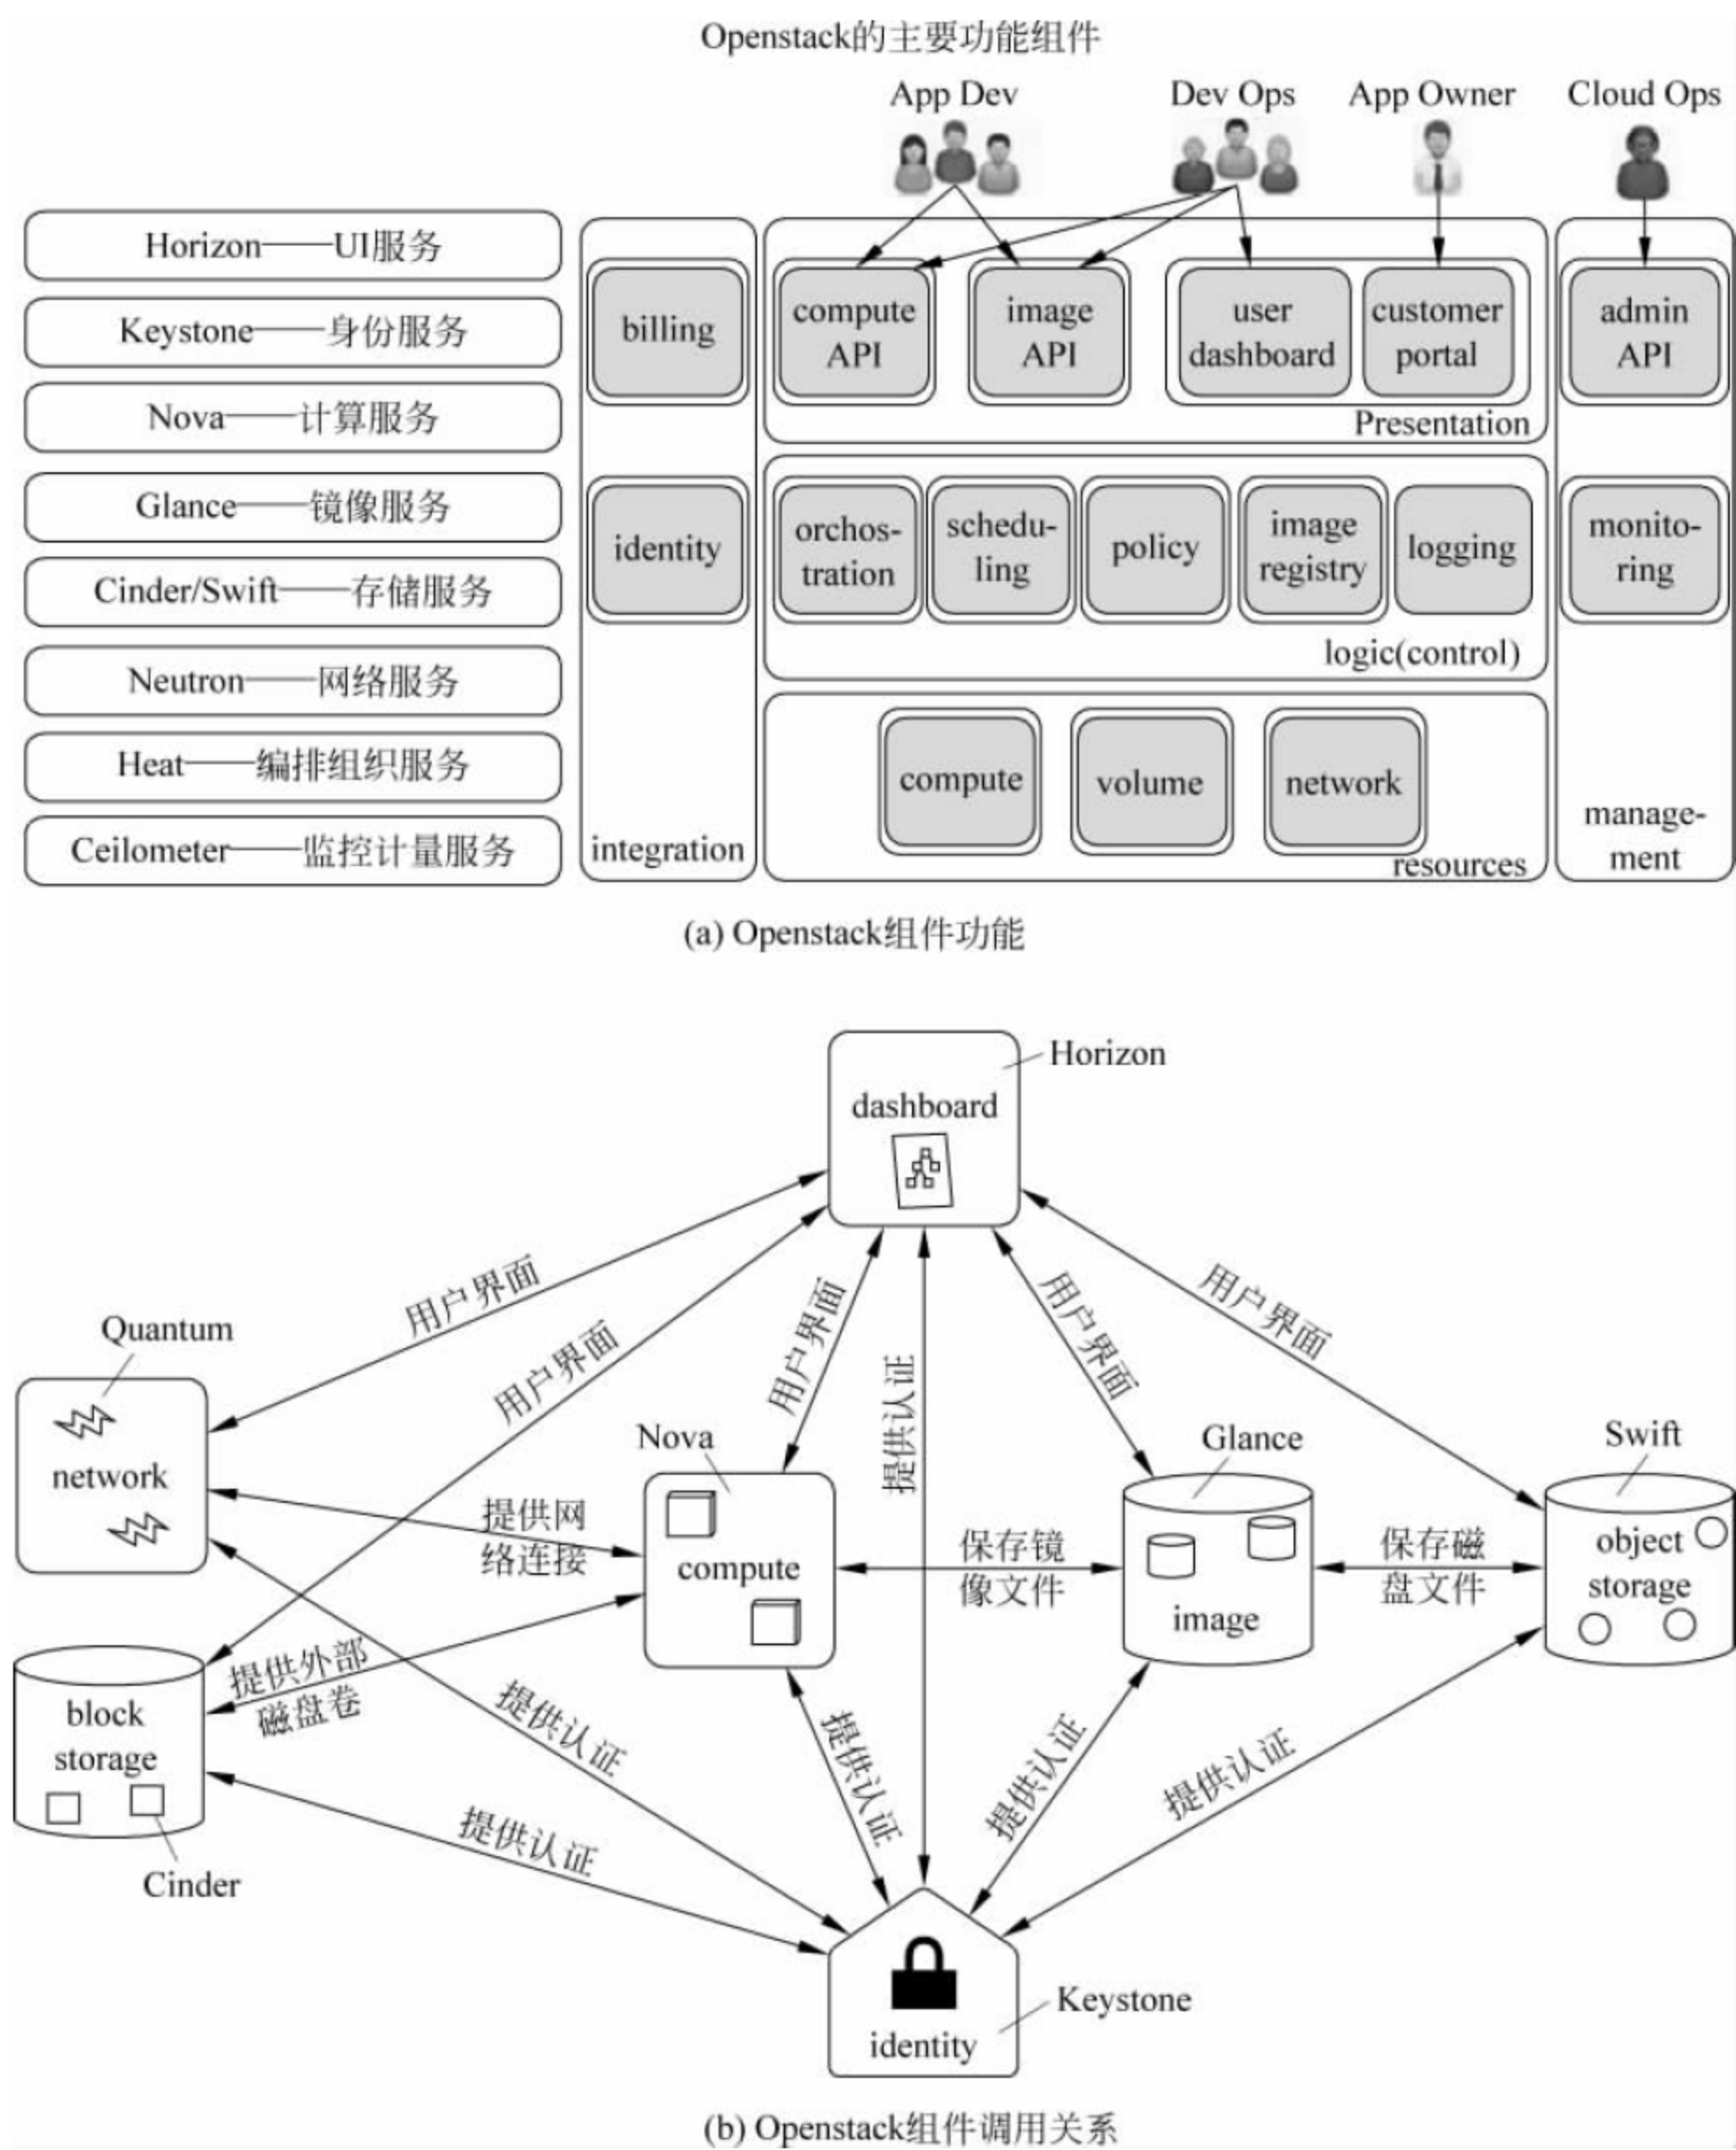 Openstack的主要功能组件
App Dev
Dev Ops
App Owner
Cloud Ops
Horizon——UI服务
Keystone——身份服务
Nova——计算服务
Glance——镜像服务
Cinder/Swift——存储服务
Neutron——网络服务
Heat——编排组织服务
Ceilometer——监控计量服务
billing
identity
integration
compute
API
image
API
user
dashboard
customer
portal
Presentation
orchos-
tration
schedu-
ling
policy
image
registry
logging
logic(control)
compute
volume
network
resources
admin
API
monito-
ring
manage-
ment
(a) Openstack组件功能
Horizon
dashboard
用户界面
用户界面
用户界面
提供认证
用户界面
用户界面
Quantum
network
Nova
compute
Glance
image
Swift
object
storage
提供网
络连接
保存镜
像文件
保存磁
盘文件
提供外部
磁盘卷
block
storage
Cinder
提供认证
提供认证
提供认证
提供认证
提供认证
identity
Keystone
(b) Openstack组件调用关系